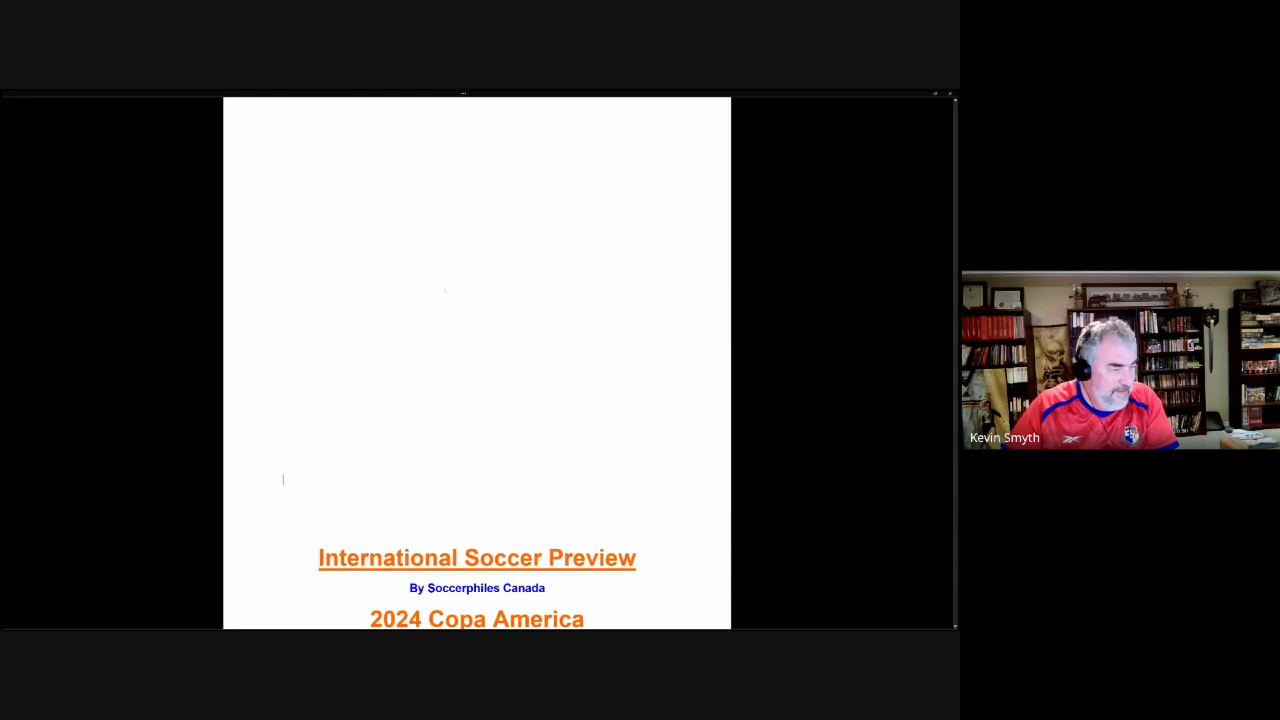 International Soccer Preview
By Soccerphiles Canada
2024 Copa America
Kevin Smyth